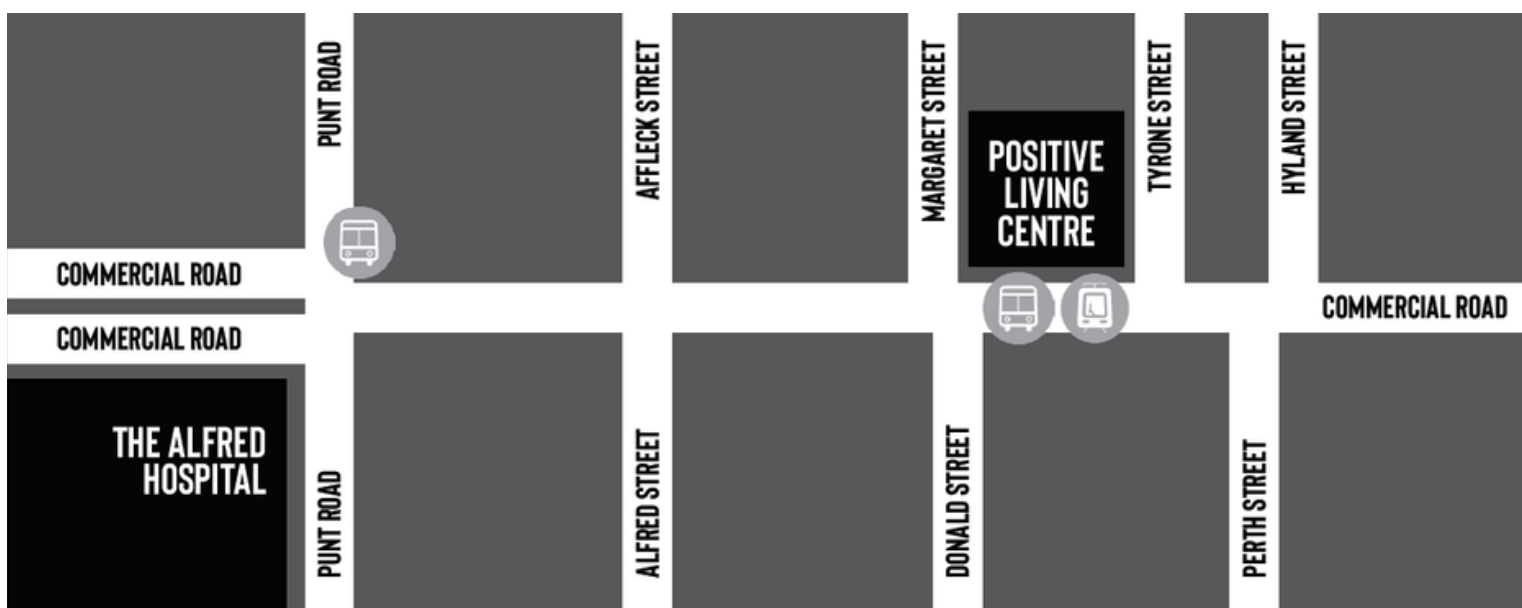 PUNT ROAD
AFFLECK STREET
MARGARET STREET
TYRONE STREET
HYLAND STREET
POSITIVE
LIVING
CENTRE
COMMERCIAL ROAD
COMMERCIAL ROAD
COMMERCIAL ROAD
THE ALFRED
HOSPITAL
PUNT ROAD
ALFRED STREET
DONALD STREET
PERTH STREET